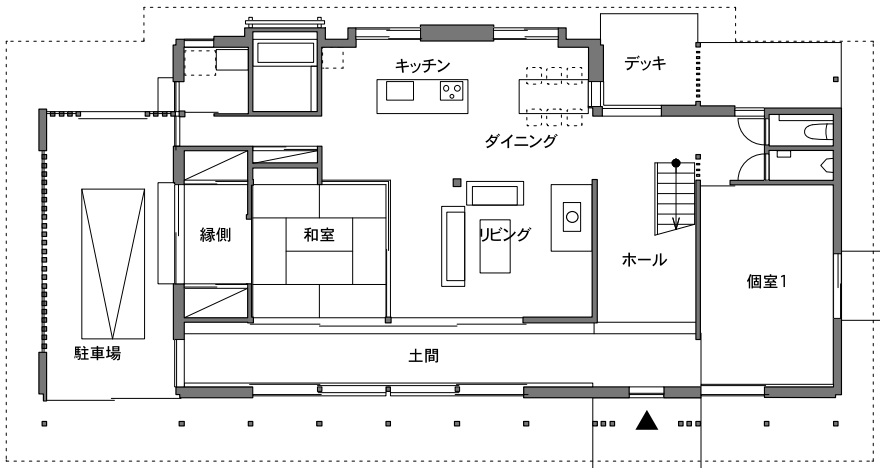 キッチン
デッキ
ダイニング
縁側
和室
リビング
ホール
個室1
駐車場
土間